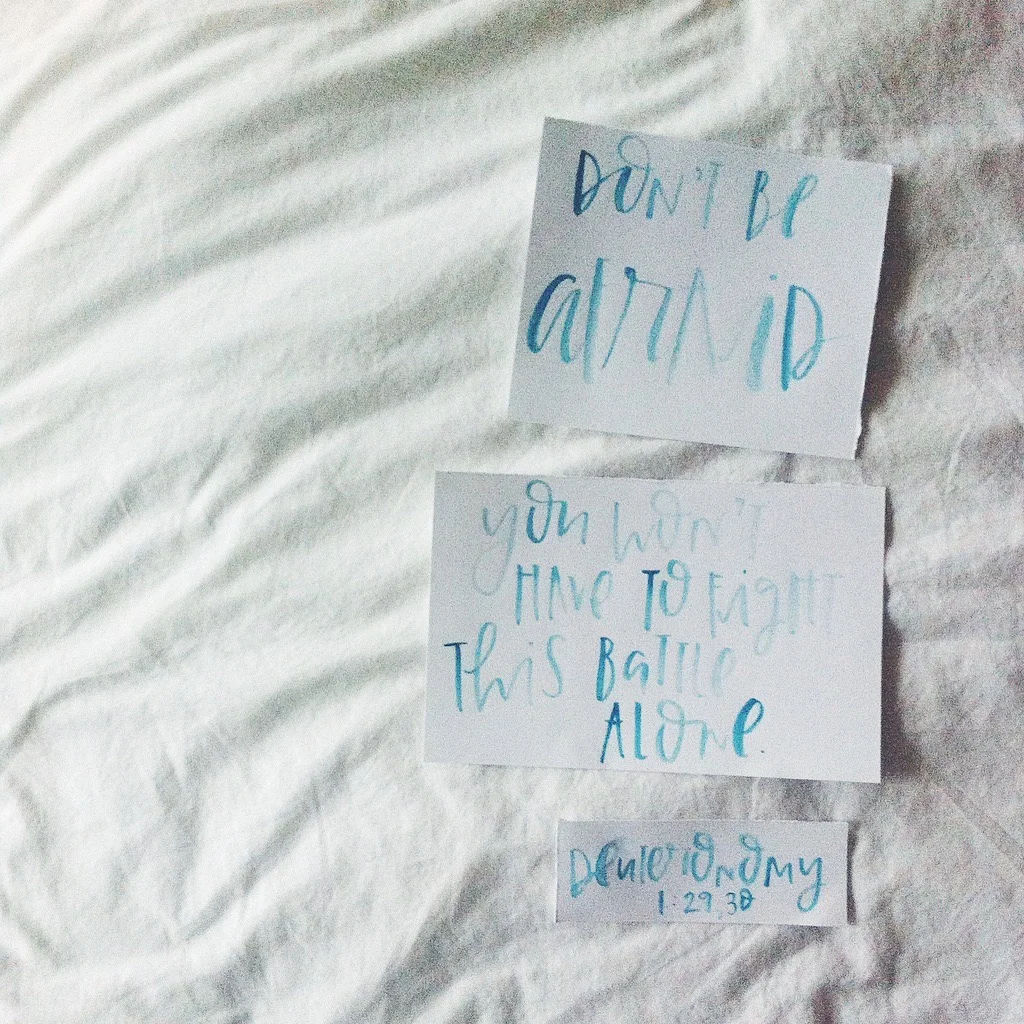 DON'T BE
AFRAID
YOU WON'T
HAVE TO FIGHT
THIS BATTLE
ALONE.
DEUTERONOMY
1:29,30